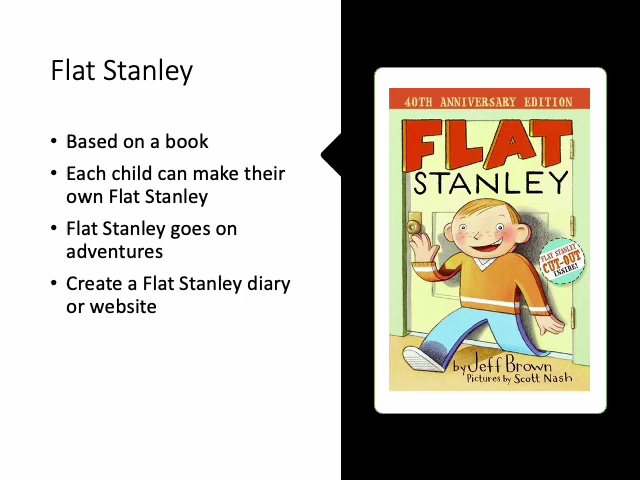 Flat Stanley
• Based on a book
• Each child can make their
own Flat Stanley
• Flat Stanley goes on
adventures
• Create a Flat Stanley diary
or website
40TH ANNIVERSARY EDITION
FLAT
STANLEY
FLAT STANLEY
CUT-OUT
INSIDE!
by Jeff Brown
Pictures by Scott Nash